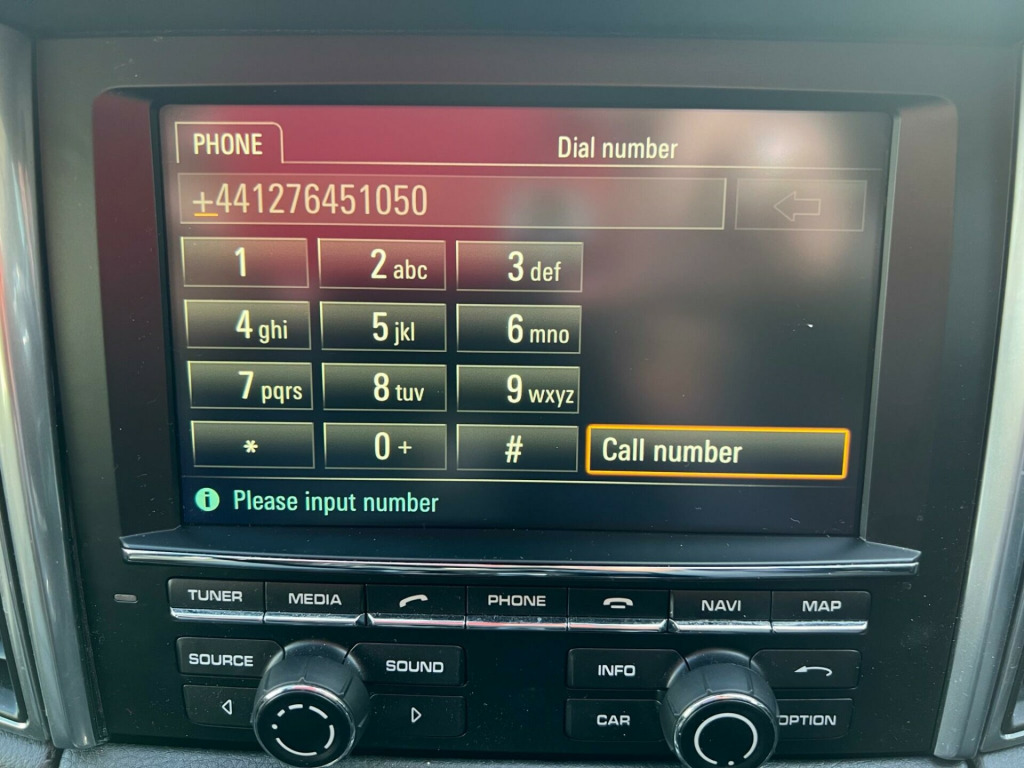 PHONE Dial number
+441276451050
1 2 abc 3 def
4 ghi 5 jkl 6 mno
7 pqrs 8 tuv 9 wxyz
* 0 + # Call number
i Please input number
TUNER MEDIA PHONE NAVI MAP
SOURCE SOUND INFO
CAR OPTION